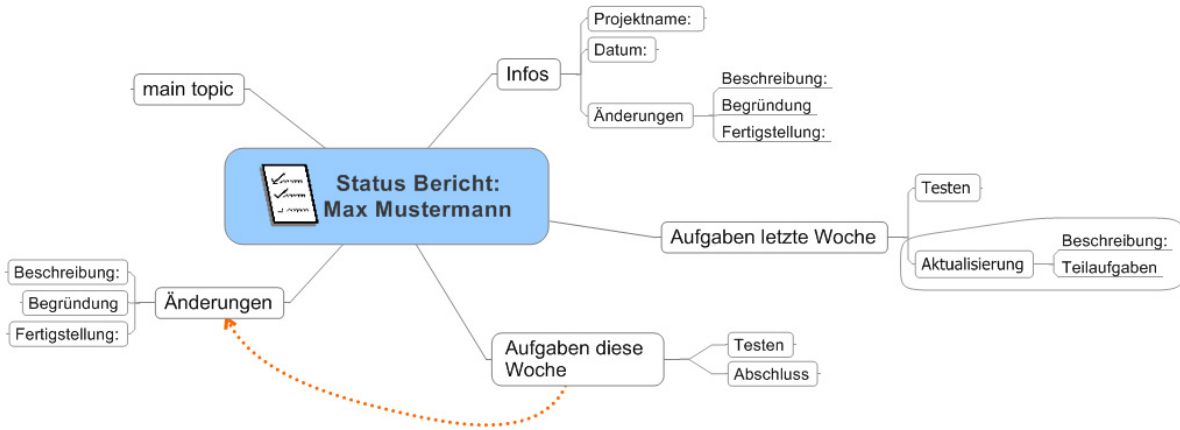 main topic
Status Bericht:
Max Mustermann
Infos
Projektname:
Datum:
Änderungen
Beschreibung:
Begründung
Fertigstellung:
Aufgaben letzte Woche
Testen
Aktualisierung
Beschreibung:
Teilaufgaben
Aufgaben diese
Woche
Testen
Abschluss
Änderungen
Beschreibung:
Begründung
Fertigstellung: